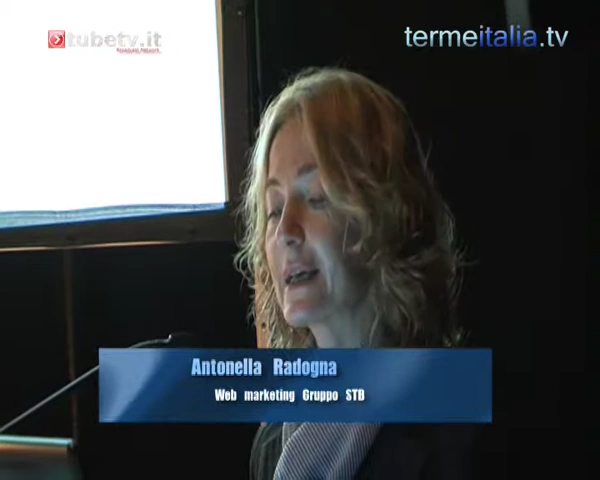 tubetv.it
termeitalia.tv
Antonella Radogna
Web marketing Gruppo STB